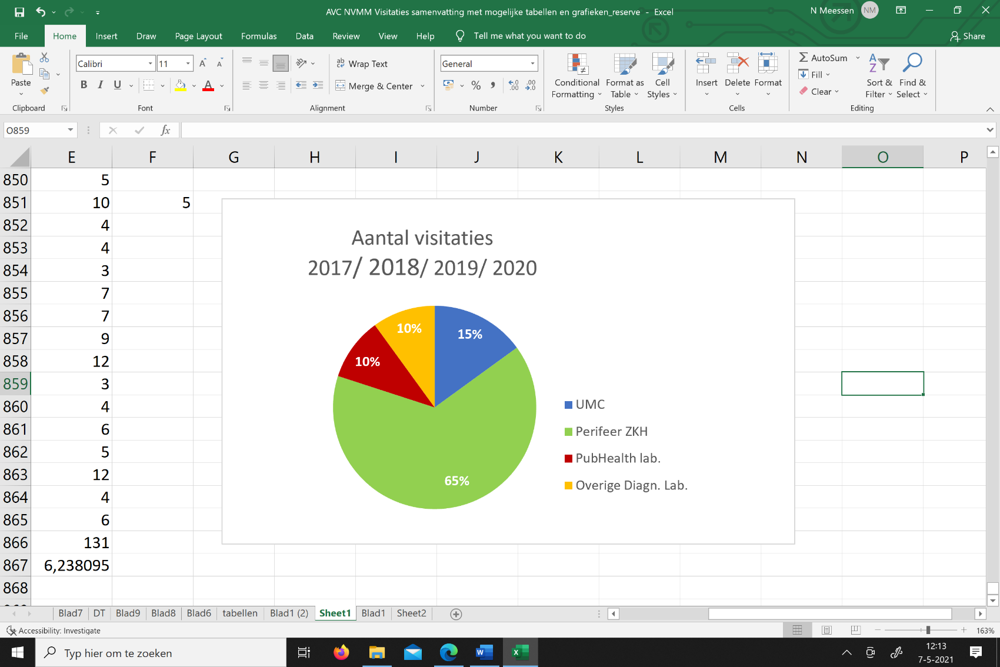 AVC NVMM Visitaties samenvatting met mogelijke tabellen en grafieken_reserve - Excel
N Meessen NM
File Home Insert Draw Page Layout Formulas Data Review View Help Tell me what you want to do Share
Paste
Clipboard
Calibri 11
B I U
Font
Wrap Text
Merge & Center
Alignment
General
% 
Number
Conditional Formatting
Format as Table
Cell Styles
Styles
Insert Delete Format
Cells
AutoSum
Fill
Clear
Sort & Filter
Find & Select
Editing
O859 fx
E F G H I J K L M N O P
850 5
851 10 5
852 4
853 4
854 3
855 7
856 7
857 9
858 12
859 3
860 4
861 6
862 5
863 12
864 4
865 6
866 131
867 6,238095
868
Aantal visitaties
2017/ 2018/ 2019/ 2020
10%
15%
10%
65%
UMC
Perifeer ZKH
PubHealth lab.
Overige Diagn. Lab.
Blad7 DT Blad9 Blad8 Blad6 tabellen Blad1 (2) Sheet1 Blad1 Sheet2
Accessibility: Investigate
163%
Typ hier om te zoeken
12:13
7-5-2021